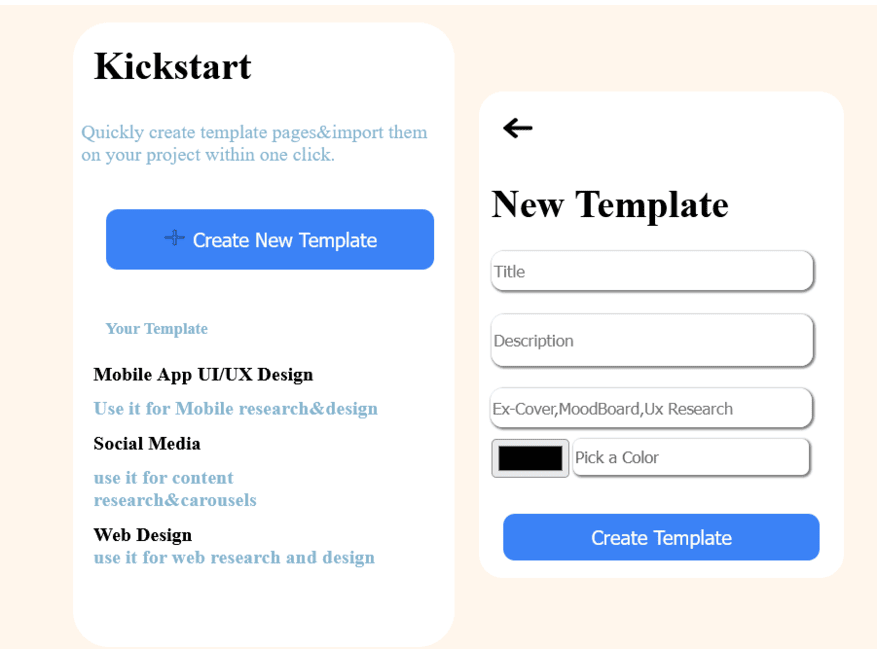 Kickstart
Quickly create template pages&import them
on your project within one click.
Create New Template
Your Template
Mobile App UI/UX Design
Use it for Mobile research&design
Social Media
use it for content
research&carousels
Web Design
use it for web research and design
New Template
Title
Description
Ex-Cover,MoodBoard,Ux Research
Pick a Color
Create Template